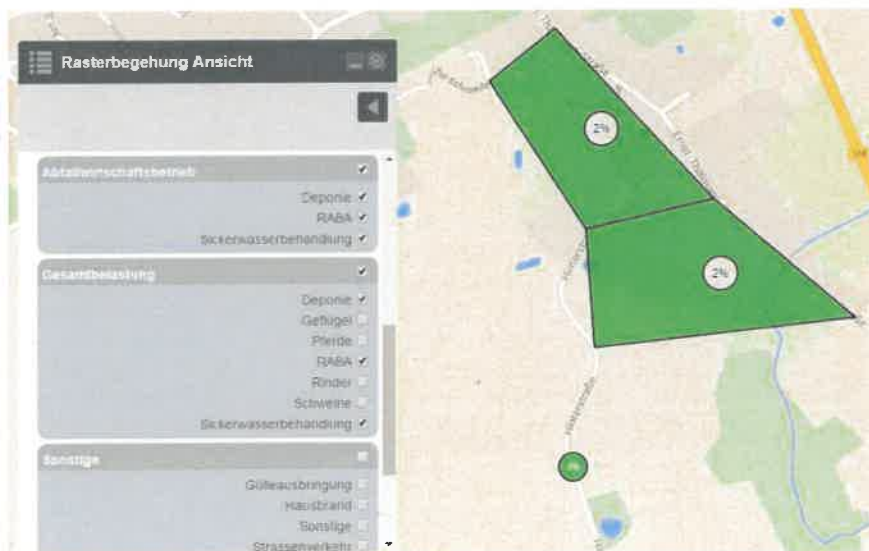 Rasterbegehung Ansicht
Abfallwirtschaftsbetrieb
Deponie
RABA
Sickerwasserbehandlung
Gesamtbelastung
Deponie
Geflügel
Pferde
RABA
Rinder
Schweine
Sickerwasserbehandlung
Sonstige
Gülleausbringung
Hausbrand
Sonstige
Strassenverkehr
2%
2%